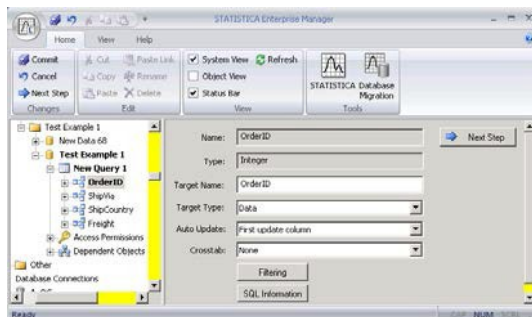 STATISTICA Enterprise Manager
Home View Help
Commit
Cancel
Next Step
Changes
Cut
Copy
Paste
Paste Link
Rename
Delete
Edit
System View
Object View
Status Bar
Refresh
View
STATISTICA
Database Migration
Tools
Test Example 1
New Data 68
Test Example 1
New Query 1
OrderID
ShipVia
ShipCountry
Freight
Access Permissions
Dependent Objects
Other
Database Connections
Name: OrderID
Next Step
Type: Integer
Target Name: OrderID
Target Type: Data
Auto Update: First update column
Crosstab: None
Filtering
SQL Information
Ready
CAP NUM SCRL